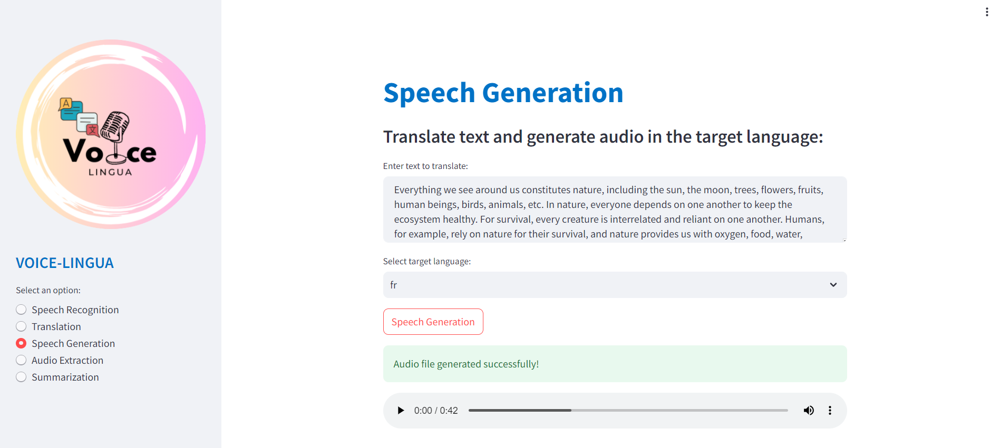 A
文
Voice
LINGUA
VOICE-LINGUA
Select an option:
Speech Recognition
Translation
Speech Generation
Audio Extraction
Summarization
Speech Generation
Translate text and generate audio in the target language:
Enter text to translate:
Everything we see around us constitutes nature, including the sun, the moon, trees, flowers, fruits,
human beings, birds, animals, etc. In nature, everyone depends on one another to keep the
ecosystem healthy. For survival, every creature is interrelated and reliant on one another. Humans,
for example, rely on nature for their survival, and nature provides us with oxygen, food, water,
Select target language:
fr
Speech Generation
Audio file generated successfully!
0:00 / 0:42